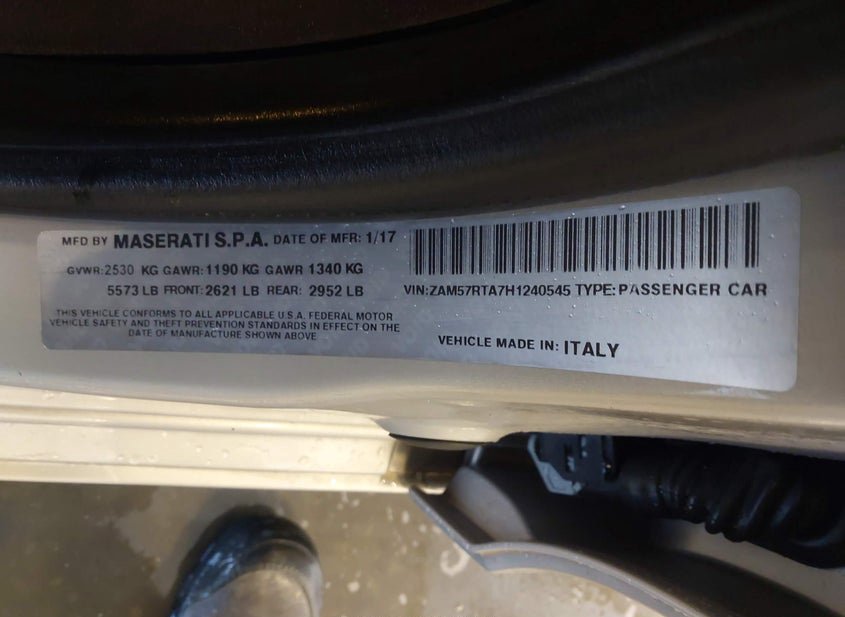 MFD BY MASERATI S.P.A. DATE OF MFR: 1/17
GVWR:2530 KG GAWR:1190 KG GAWR 1340 KG
5573 LB FRONT:2621 LB REAR: 2952 LB
THIS VEHICLE CONFORMS TO ALL APPLICABLE U.S.A. FEDERAL MOTOR
VEHICLE SAFETY AND THEFT PREVENTION STANDARDS IN EFFECT ON THE
DATE OF MANUFACTURE SHOWN ABOVE
VIN:ZAM57RTA7H1240545 TYPE:PASSENGER CAR
VEHICLE MADE IN: ITALY